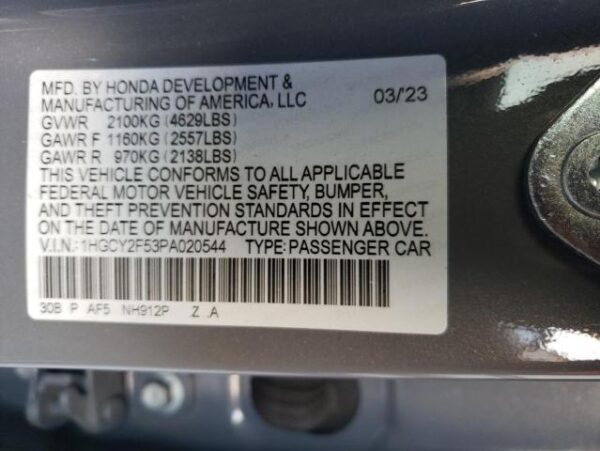 MFD. BY HONDA DEVELOPMENT &
MANUFACTURING OF AMERICA, LLC 03/'23
GVWR 2100KG (4629LBS)
GAWR F 1160KG (2557LBS)
GAWR R 970KG (2138LBS)
THIS VEHICLE CONFORMS TO ALL APPLICABLE
FEDERAL MOTOR VEHICLE SAFETY, BUMPER,
AND THEFT PREVENTION STANDARDS IN EFFECT
ON THE DATE OF MANUFACTURE SHOWN ABOVE.
V.I.N.:1HGCY2F53PA020544 TYPE:PASSENGER CAR
30B P AF5 NH912P Z A